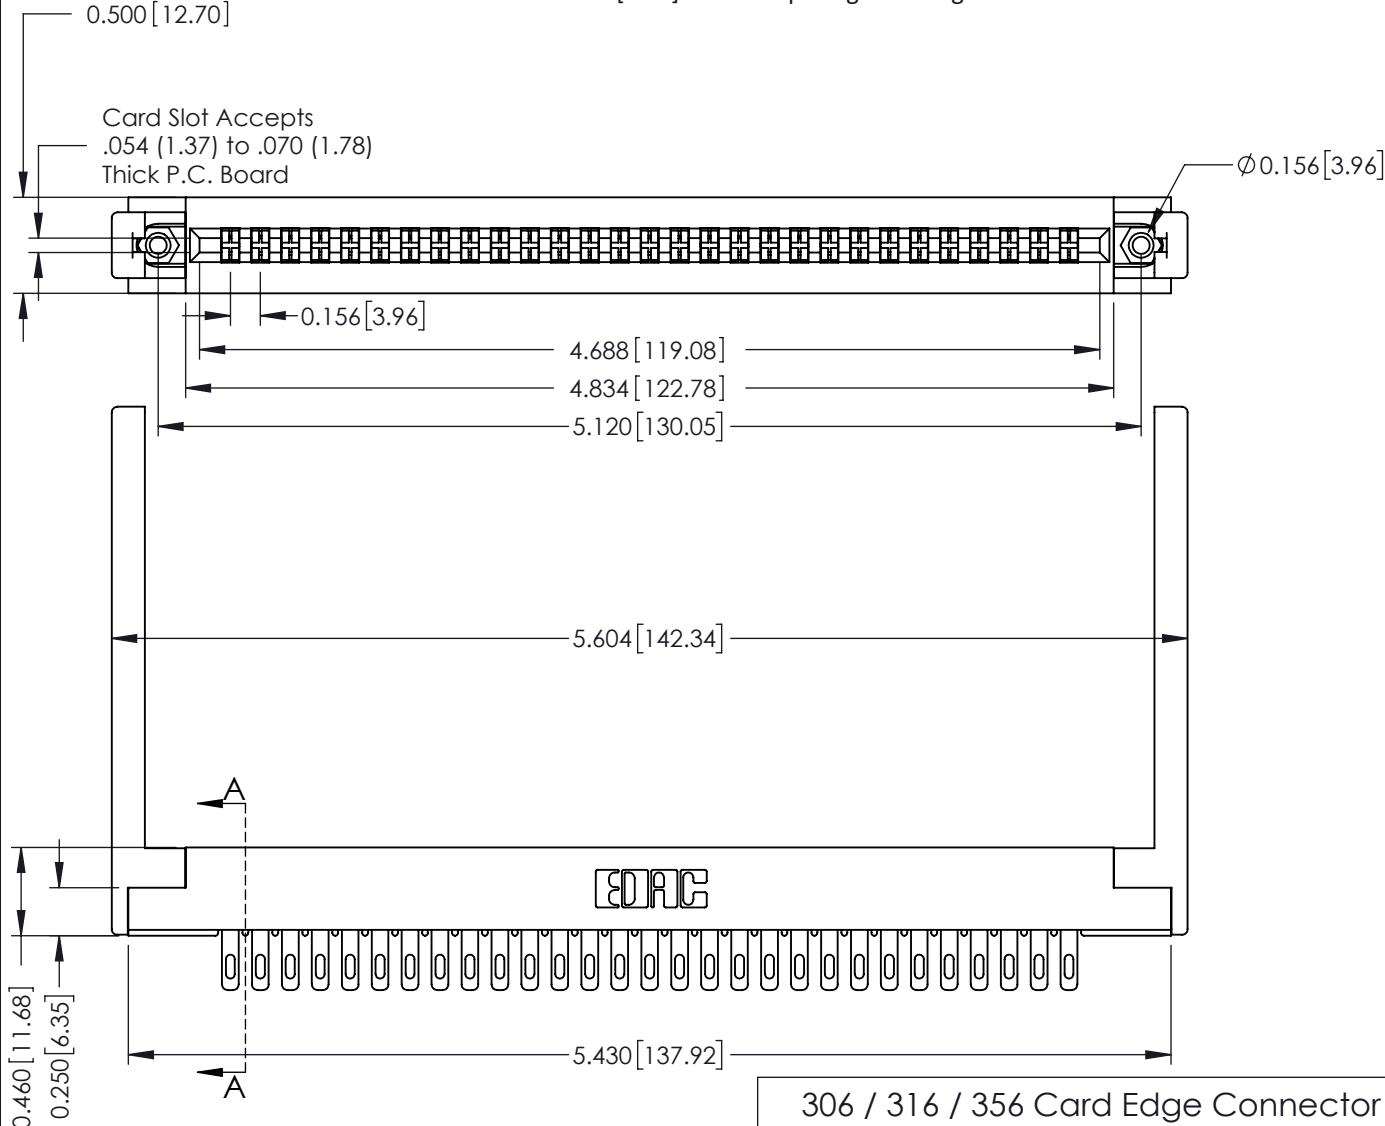 0.500 [12.70]
Card Slot Accepts
.054 (1.37) to .070 (1.78)
Thick P.C. Board
Ø0.156 [3.96]
0.156 [3.96]
4.688 [119.08]
4.834 [122.78]
5.120 [130.05]
5.604 [142.34]
A
EDAC
0.460 [11.68]
0.250 [6.35]
5.430 [137.92]
A
306 / 316 / 356 Card Edge Connector